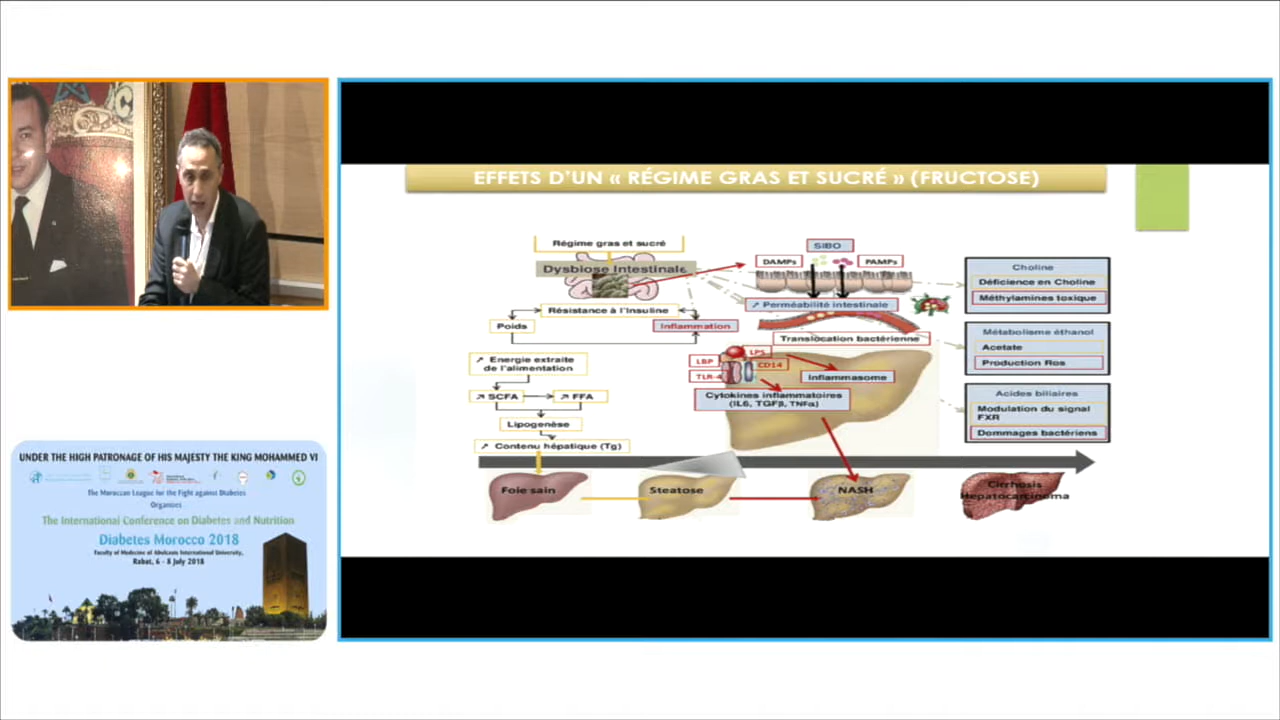 EFFETS D'UN « RÉGIME GRAS ET SUCRÉ » (FRUCTOSE)
Régime gras et sucré
Dysbiose Intestinale
Résistance à l'Insuline
Poids
Inflammation
↗ Energie extraite
de l'alimentation
↗ SCFA
↗ FFA
Lipogenèse
↗ Contenu hépatique (Tg)
SIBO
DAMPs
PAMPs
↗ Perméabilité intestinale
Translocation bactérienne
LPS
LBP
CD14
TLR-4
Inflammasome
Cytokines inflammatoires
(IL6, TGFβ, TNFα)
Choline
Déficience en Choline
Méthylamines toxique
Métabolisme éthanol
Acetate
Production Ros
Acides biliaires
Modulation du signal
FXR
Dommages bactériens
Foie sain
Steatose
NASH
Cirrhosis
Hepatocarcinoma
UNDER THE HIGH PATRONAGE OF HIS MAJESTY THE KING MOHAMMED VI
The Moroccan League for the Fight against Diabetes
Organizes
The International Conference on Diabetes and Nutrition
Diabetes Morocco 2018
Faculty of Medicine of Abulcasis International University,
Rabat, 6 - 8 July 2018